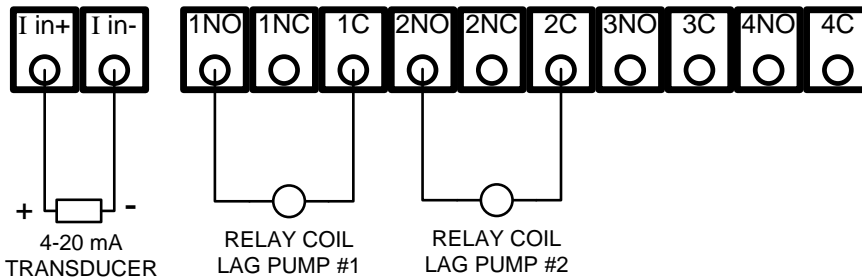 I in+ I in- 1NO 1NC 1C 2NO 2NC 2C 3NO 3C 4NO 4C
+ -
4-20 mA
TRANSDUCER
RELAY COIL
LAG PUMP #1
RELAY COIL
LAG PUMP #2